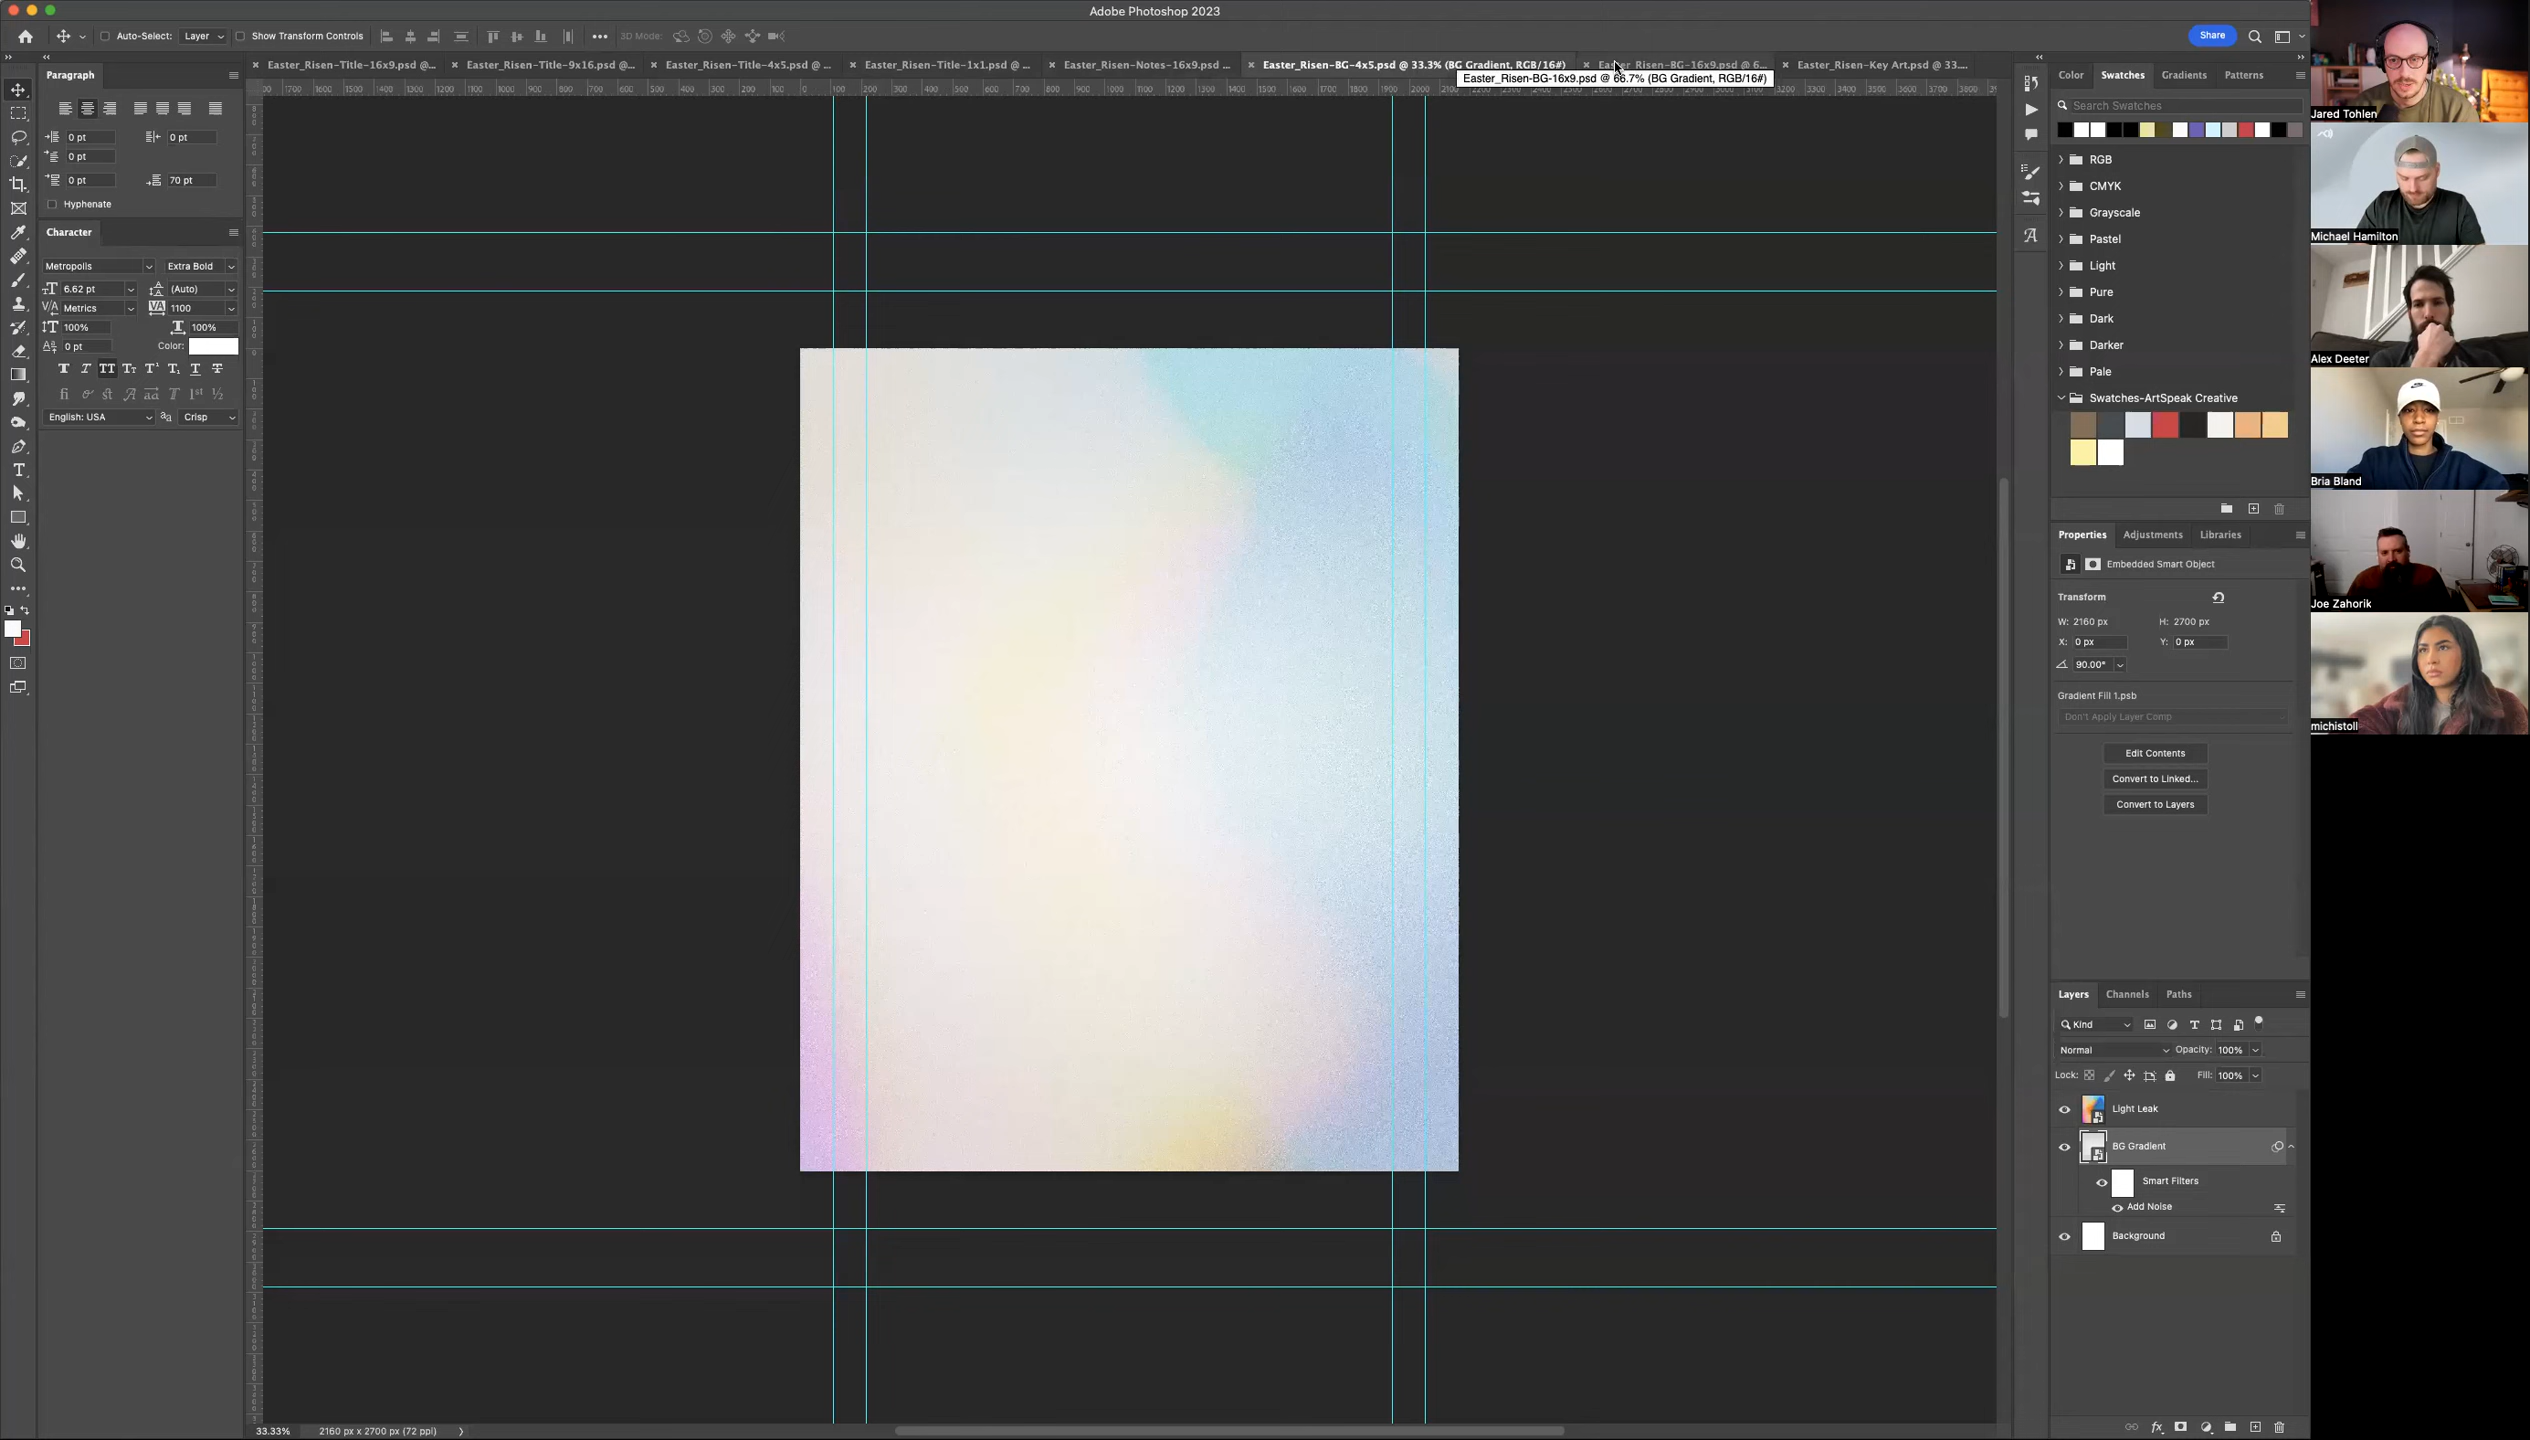 Adobe Photoshop 2023
Auto-Select: Layer Show Transform Controls 3D Mode: Share
Easter_Risen-Title-16x9.psd @... Easter_Risen-Title-9x16.psd @... Easter_Risen-Title-4x5.psd @ ... Easter_Risen-Title-1x1.psd @ ... Easter_Risen-Notes-16x9.psd ... Easter_Risen-BG-4x5.psd @ 33.3% (BG Gradient, RGB/16#) Easter_Risen-BG-16x9.psd @ 6... Easter_Risen-Key Art.psd @ 33....
Easter_Risen-BG-16x9.psd @ 66.7% (BG Gradient, RGB/16#)
Paragraph
0 pt 0 pt
0 pt
0 pt 70 pt
Hyphenate
Character
Metropolis Extra Bold
6.62 pt (Auto)
Metrics 1100
100% 100%
0 pt Color:
English: USA Crisp
Color Swatches Gradients Patterns
Search Swatches
RGB
CMYK
Grayscale
Pastel
Light
Pure
Dark
Darker
Pale
Swatches-ArtSpeak Creative
Properties Adjustments Libraries
Embedded Smart Object
Transform
W: 2160 px H: 2700 px
X: 0 px Y: 0 px
90.00°
Gradient Fill 1.psb
Don't Apply Layer Comp
Edit Contents
Convert to Linked...
Convert to Layers
Layers Channels Paths
Kind
Normal Opacity: 100%
Lock: Fill: 100%
Light Leak
BG Gradient
Smart Filters
Add Noise
Background
33.33% 2160 px x 2700 px (72 ppi)
Jared Tohlen
Michael Hamilton
Alex Deeter
Bria Bland
Joe Zahorik
michistoll